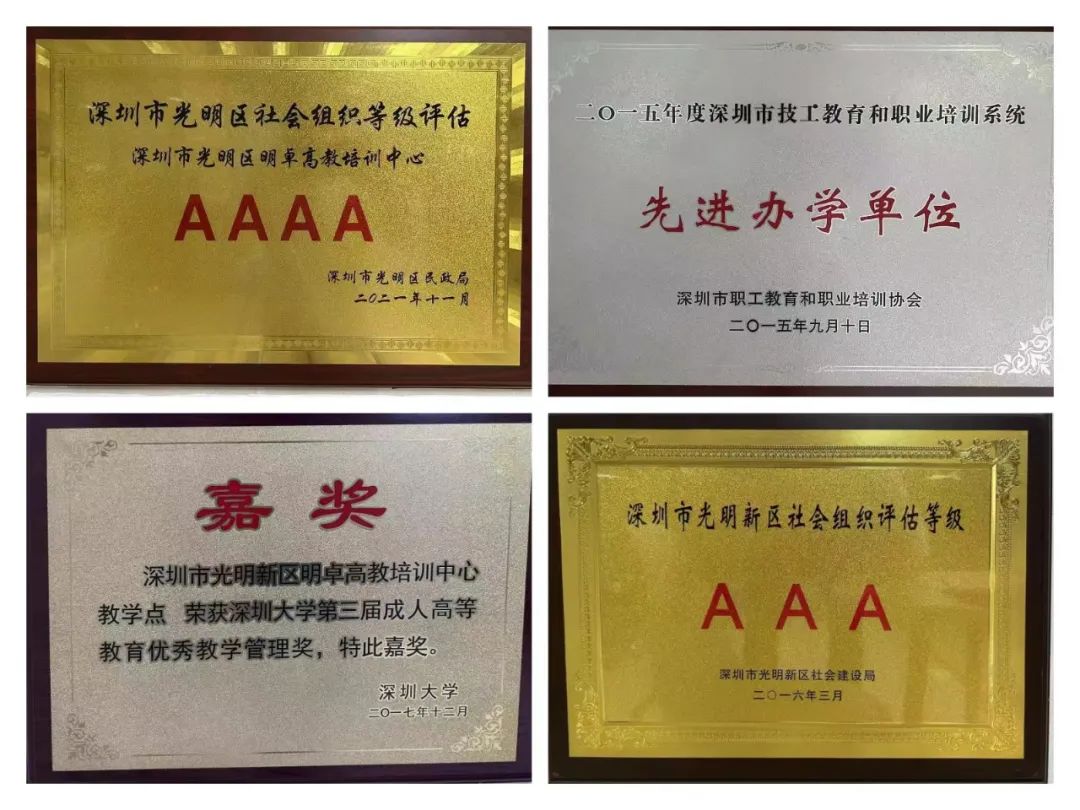 深圳市光明区社会组织等级评估
深圳市光明区明卓高教培训中心
AAAA
深圳市光明区民政局
二〇二一年十一月
二〇一五年度深圳市技工教育和职业培训系统
先进办学单位
深圳市职工教育和职业培训协会
二〇一五年九月十日
嘉奖
深圳市光明新区明卓高教培训中心
教学点 荣获深圳大学第三届成人高等
教育优秀教学管理奖，特此嘉奖。
深圳大学
二〇一七年十二月
深圳市光明新区社会组织评估等级
AAA
深圳市光明新区社会建设局
二〇一六年三月